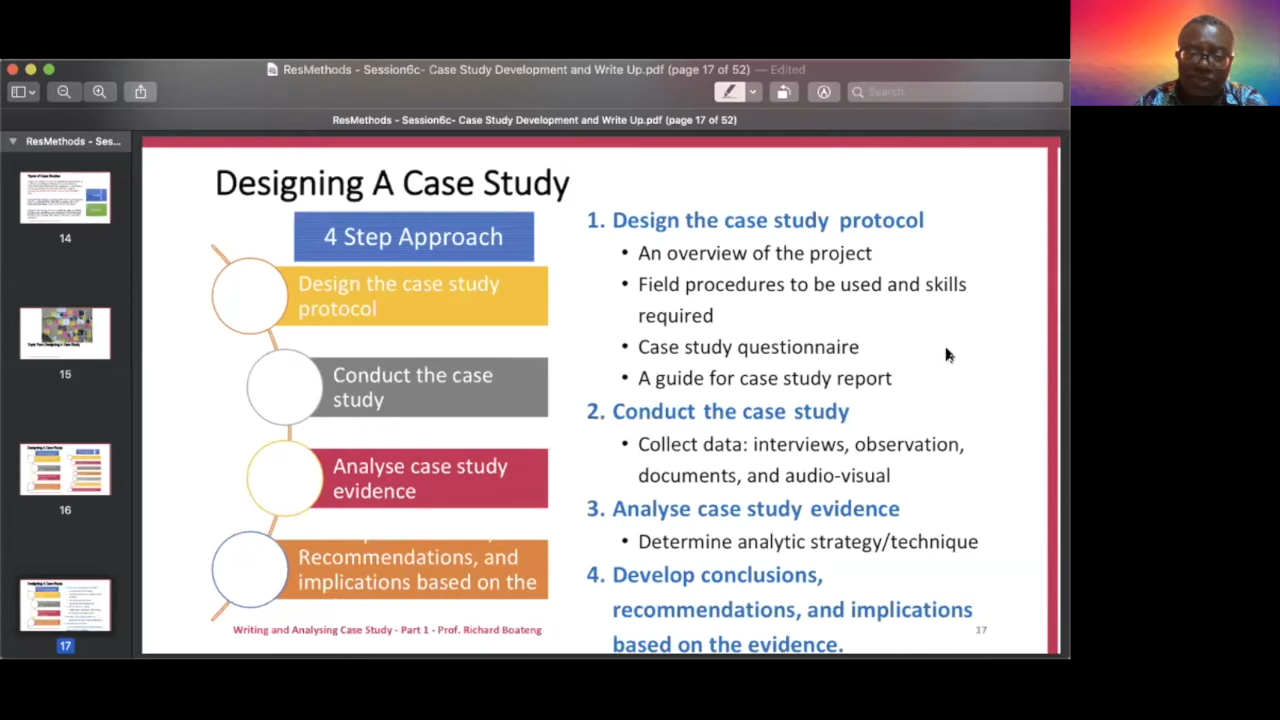 ResMethods - Session6c- Case Study Development and Write Up.pdf (page 17 of 52) — Edited
Search
ResMethods - Session6c- Case Study Development and Write Up.pdf (page 17 of 52)
ResMethods - Ses...
14
15
16
17
Designing A Case Study
4 Step Approach
Design the case study
protocol
Conduct the case
study
Analyse case study
evidence
Recommendations, and
implications based on the
1. Design the case study protocol
• An overview of the project
• Field procedures to be used and skills
required
• Case study questionnaire
• A guide for case study report
2. Conduct the case study
• Collect data: interviews, observation,
documents, and audio-visual
3. Analyse case study evidence
• Determine analytic strategy/technique
4. Develop conclusions,
recommendations, and implications
based on the evidence.
Writing and Analysing Case Study - Part 1 - Prof. Richard Boateng
17